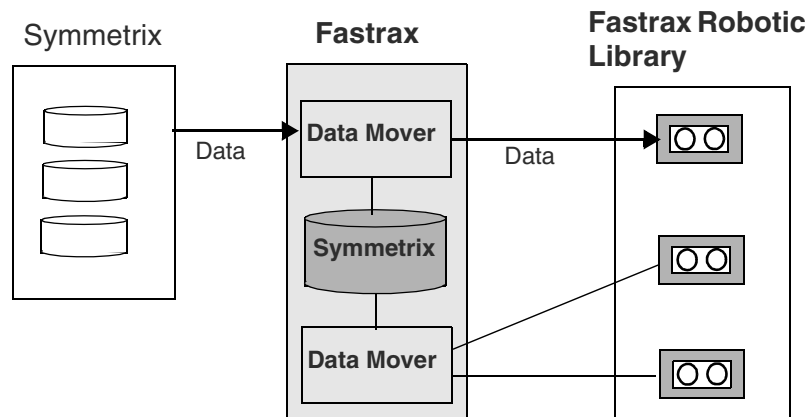 Symmetrix
Fastrax
Fastrax Robotic
Library
Data Mover
Data
Data
Symmetrix
Data Mover